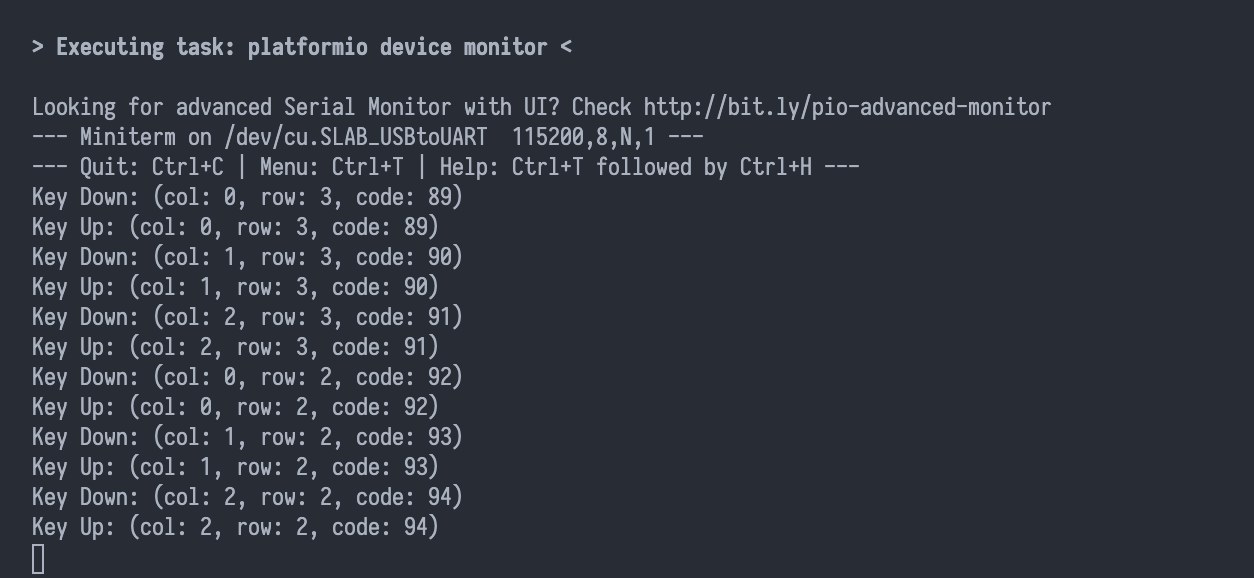 > Executing task: platformio device monitor <
Looking for advanced Serial Monitor with UI? Check http://bit.ly/pio-advanced-monitor
--- Miniterm on /dev/cu.SLAB_USBtoUART  115200,8,N,1 ---
--- Quit: Ctrl+C | Menu: Ctrl+T | Help: Ctrl+T followed by Ctrl+H ---
Key Down: (col: 0, row: 3, code: 89)
Key Up: (col: 0, row: 3, code: 89)
Key Down: (col: 1, row: 3, code: 90)
Key Up: (col: 1, row: 3, code: 90)
Key Down: (col: 2, row: 3, code: 91)
Key Up: (col: 2, row: 3, code: 91)
Key Down: (col: 0, row: 2, code: 92)
Key Up: (col: 0, row: 2, code: 92)
Key Down: (col: 1, row: 2, code: 93)
Key Up: (col: 1, row: 2, code: 93)
Key Down: (col: 2, row: 2, code: 94)
Key Up: (col: 2, row: 2, code: 94)